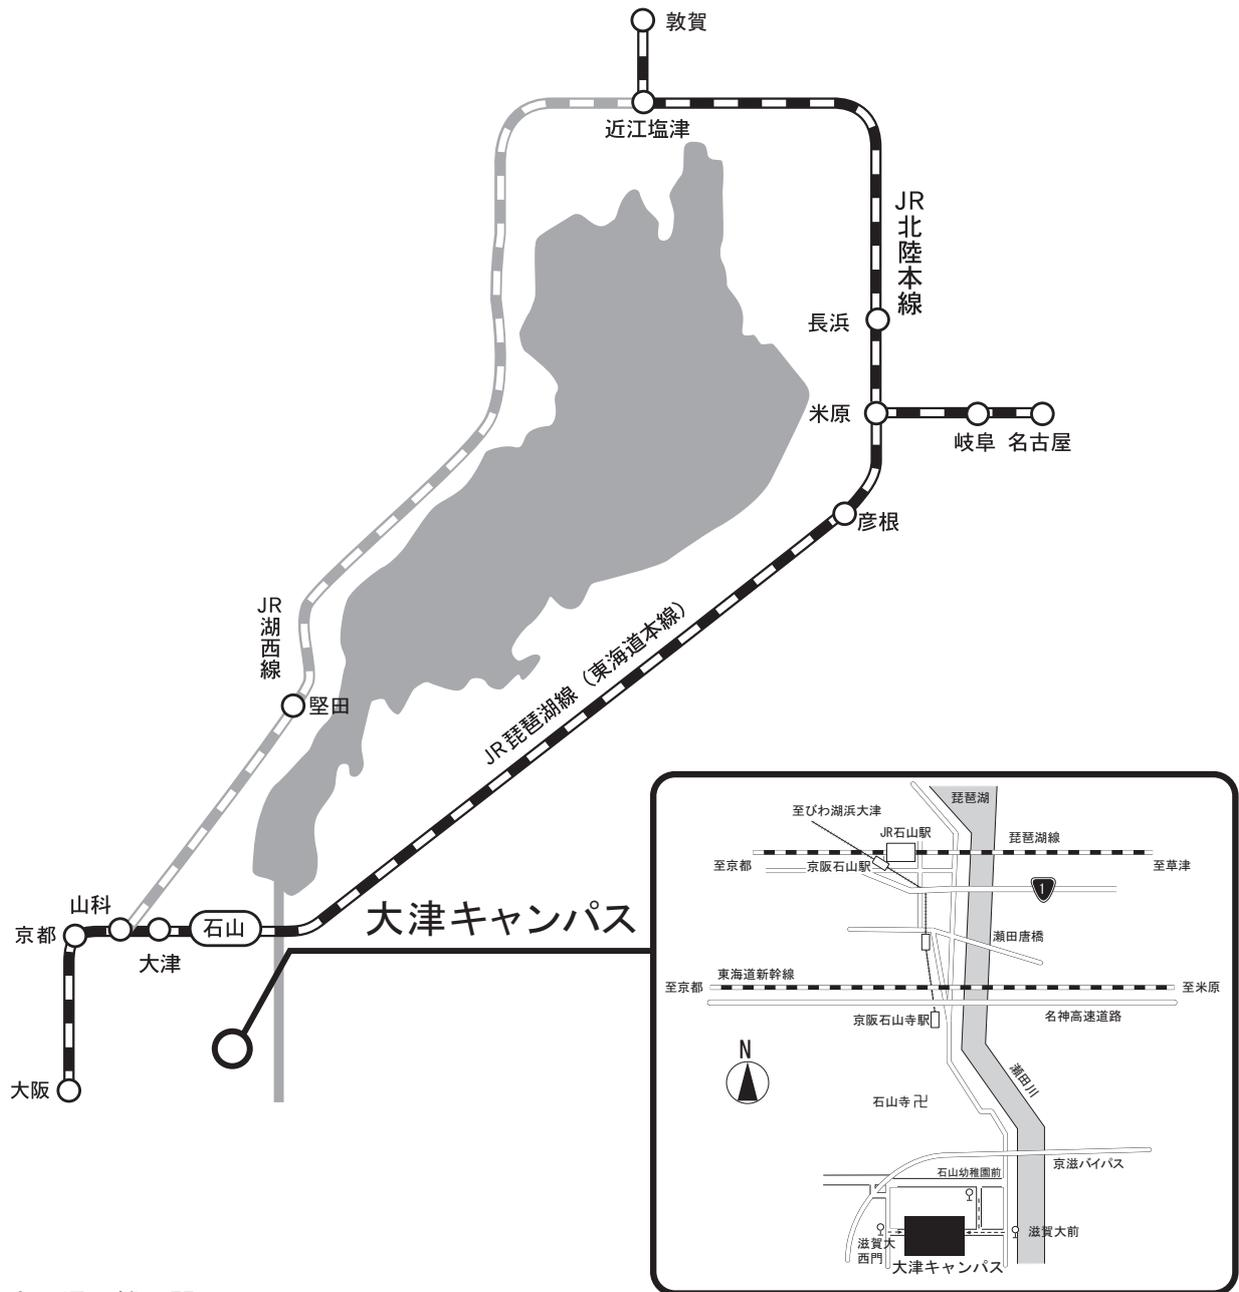 敦賀
近江塩津
JR北陸本線
長浜
米原
岐阜
名古屋
彦根
JR湖西線
堅田
JR琵琶湖線（東海道本線）
山科
京都
大津
石山
大阪
大津キャンパス
琵琶湖
至びわ湖浜大津
JR石山駅
琵琶湖線
至京都
京阪石山駅
至草津
1
瀬田唐橋
東海道新幹線
至京都
至米原
京阪石山寺駅
名神高速道路
N
瀬田川
石山寺卍
京滋バイパス
石山幼稚園前
滋賀大前
滋賀大
西門
大津キャンパス